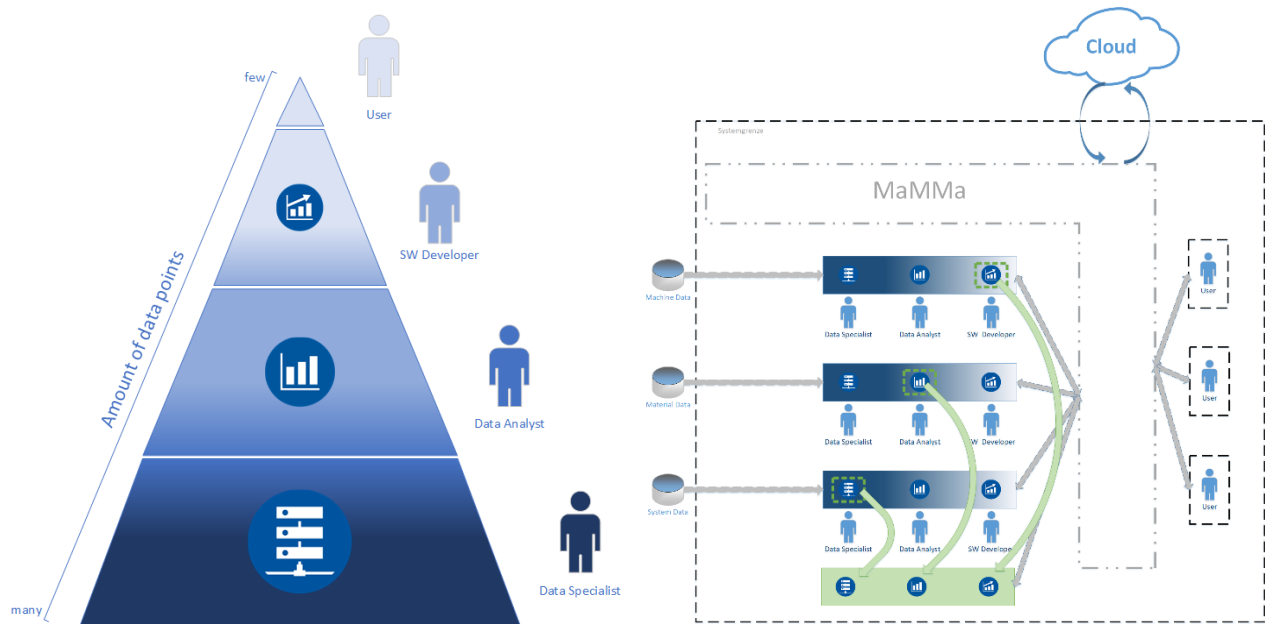 few
User
SW Developer
Amount of data points
Data Analyst
Data Specialist
many
Cloud
Systemgrenze
MaMMa
Machine Data
Data Specialist
Data Analyst
SW Developer
User
Material Data
Data Specialist
Data Analyst
SW Developer
User
System Data
Data Specialist
Data Analyst
SW Developer
User